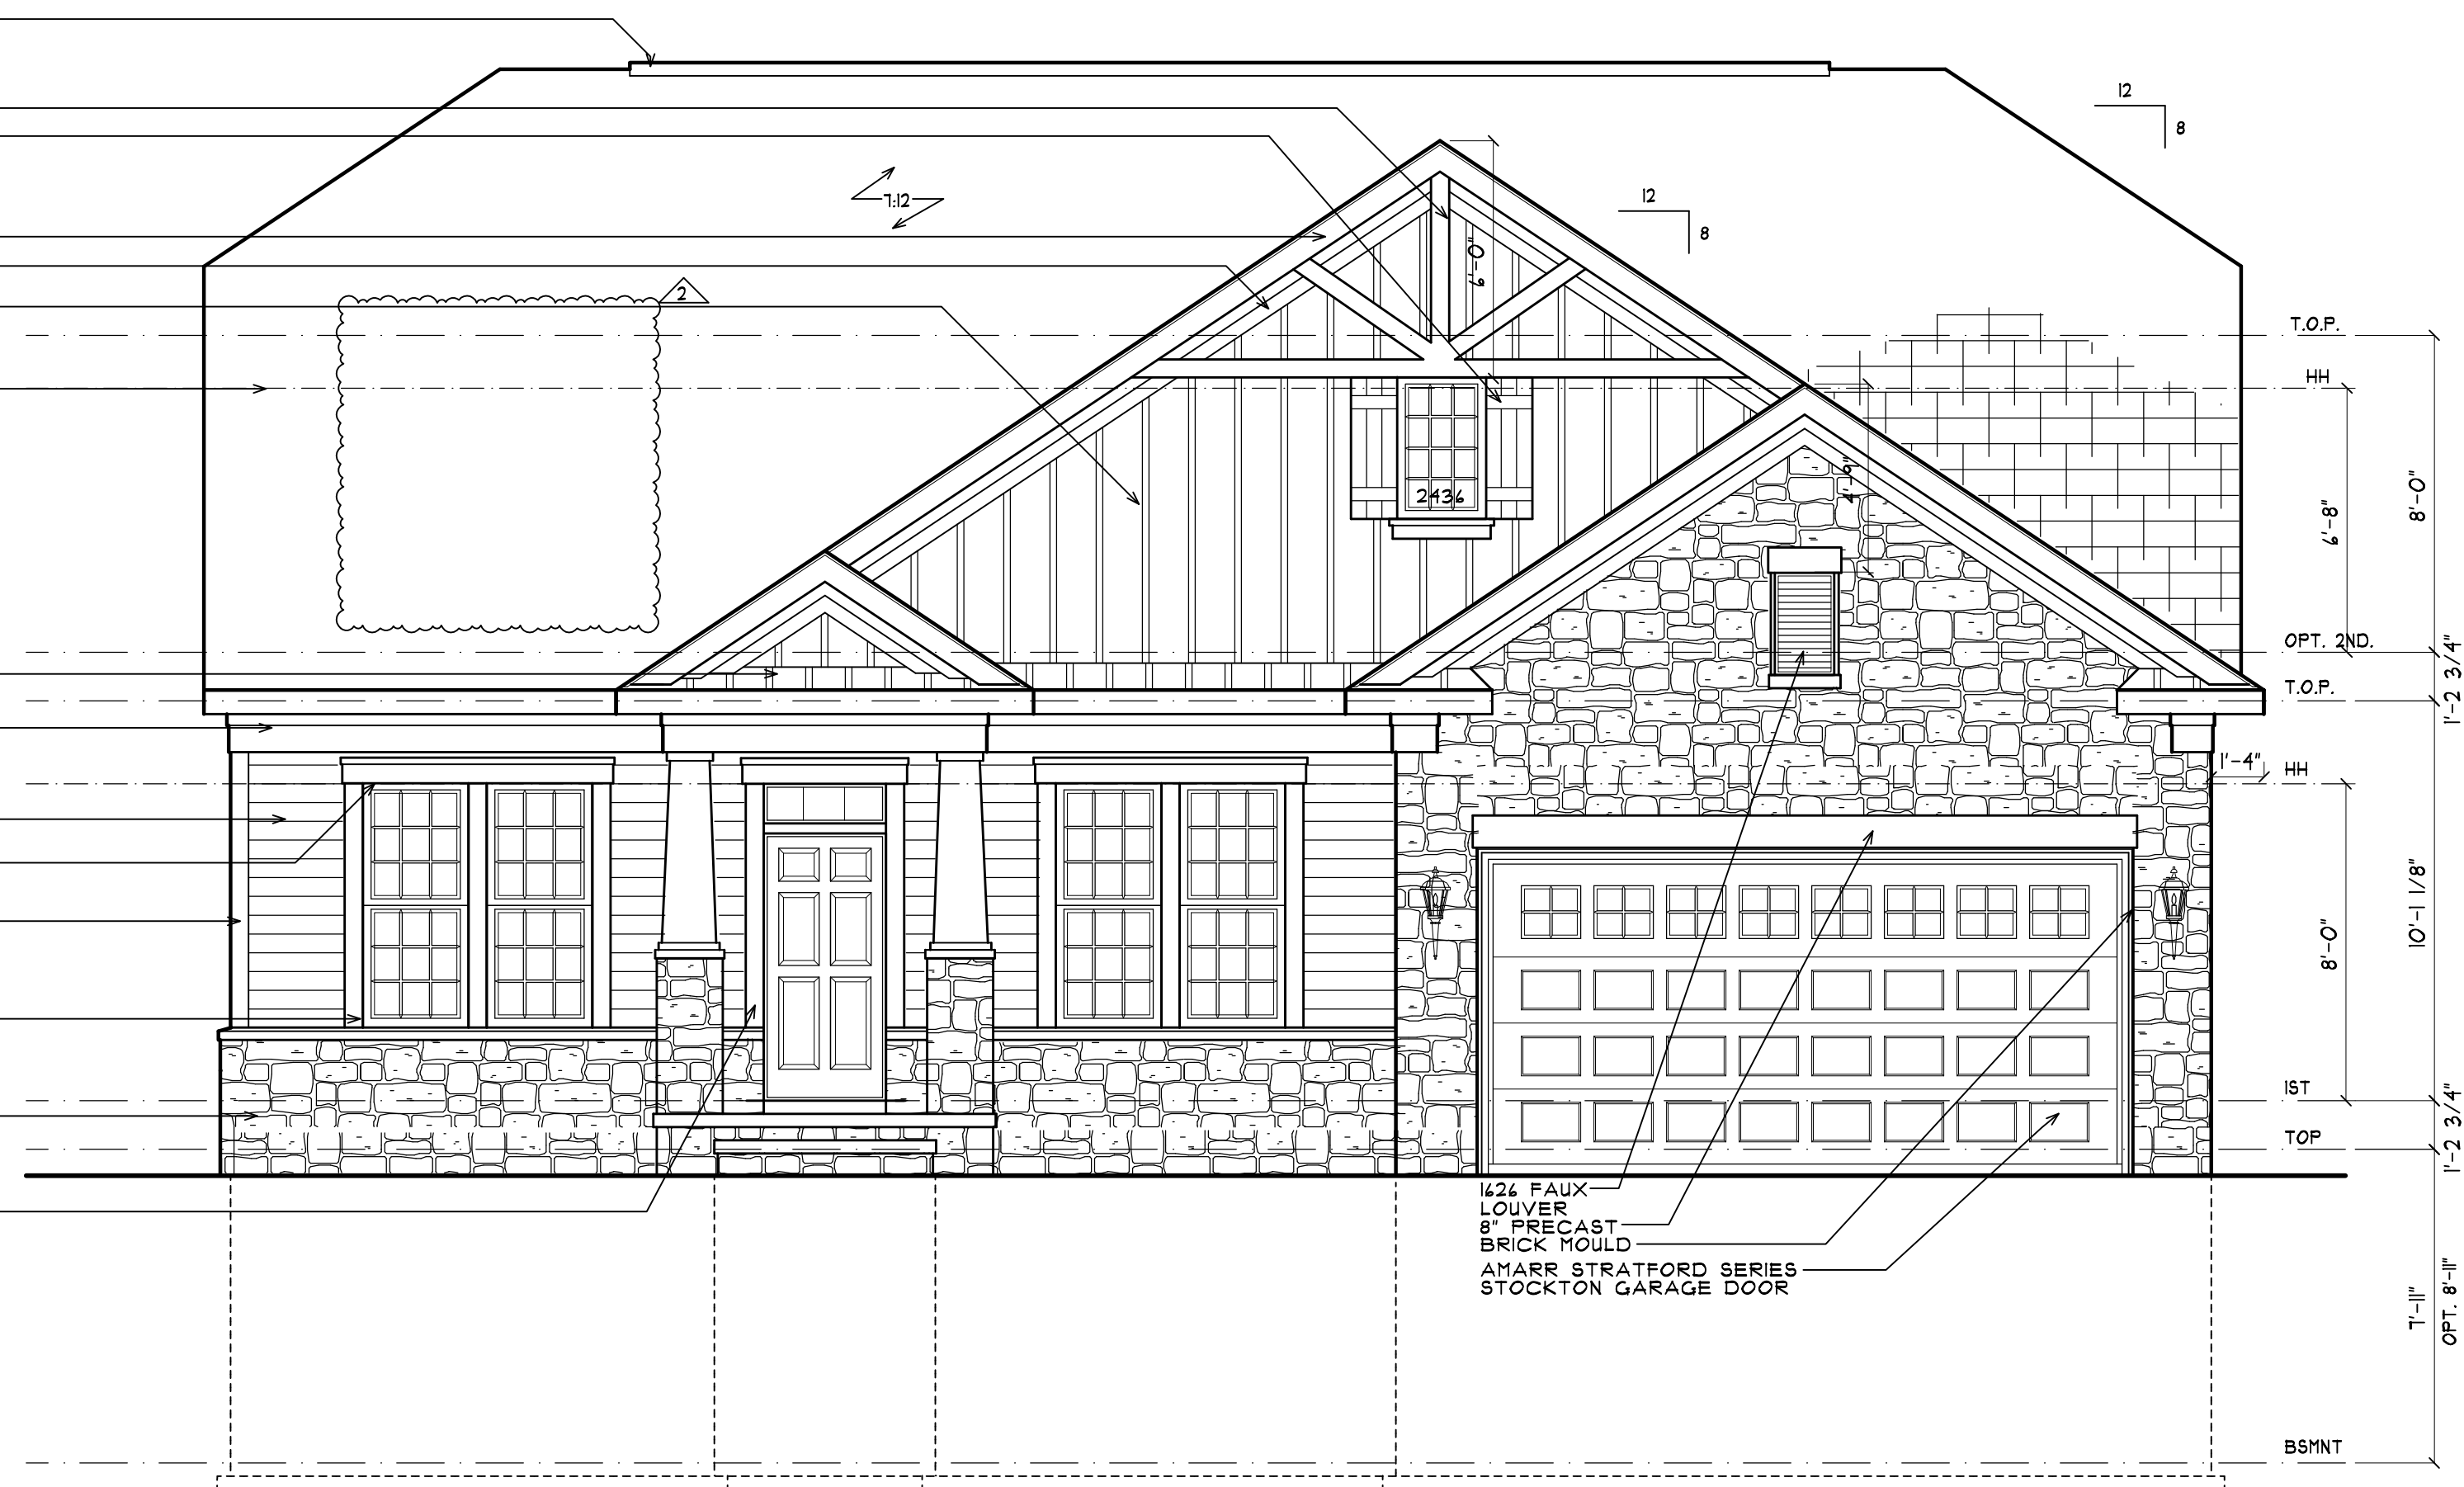 12
8
7:12
12
8
6'-0"
2
T.O.P.
HH
4'-9"
2436
6'-8"
8'-0"
OPT. 2ND.
1'-2 3/4"
T.O.P.
1'-4"
HH
8'-0"
10'-1 1/8"
1ST
1'-2 3/4"
TOP
1626 FAUX
LOUVER
8" PRECAST
BRICK MOULD
AMARR STRATFORD SERIES
STOCKTON GARAGE DOOR
7'-11"
OPT. 8'-11"
BSMNT